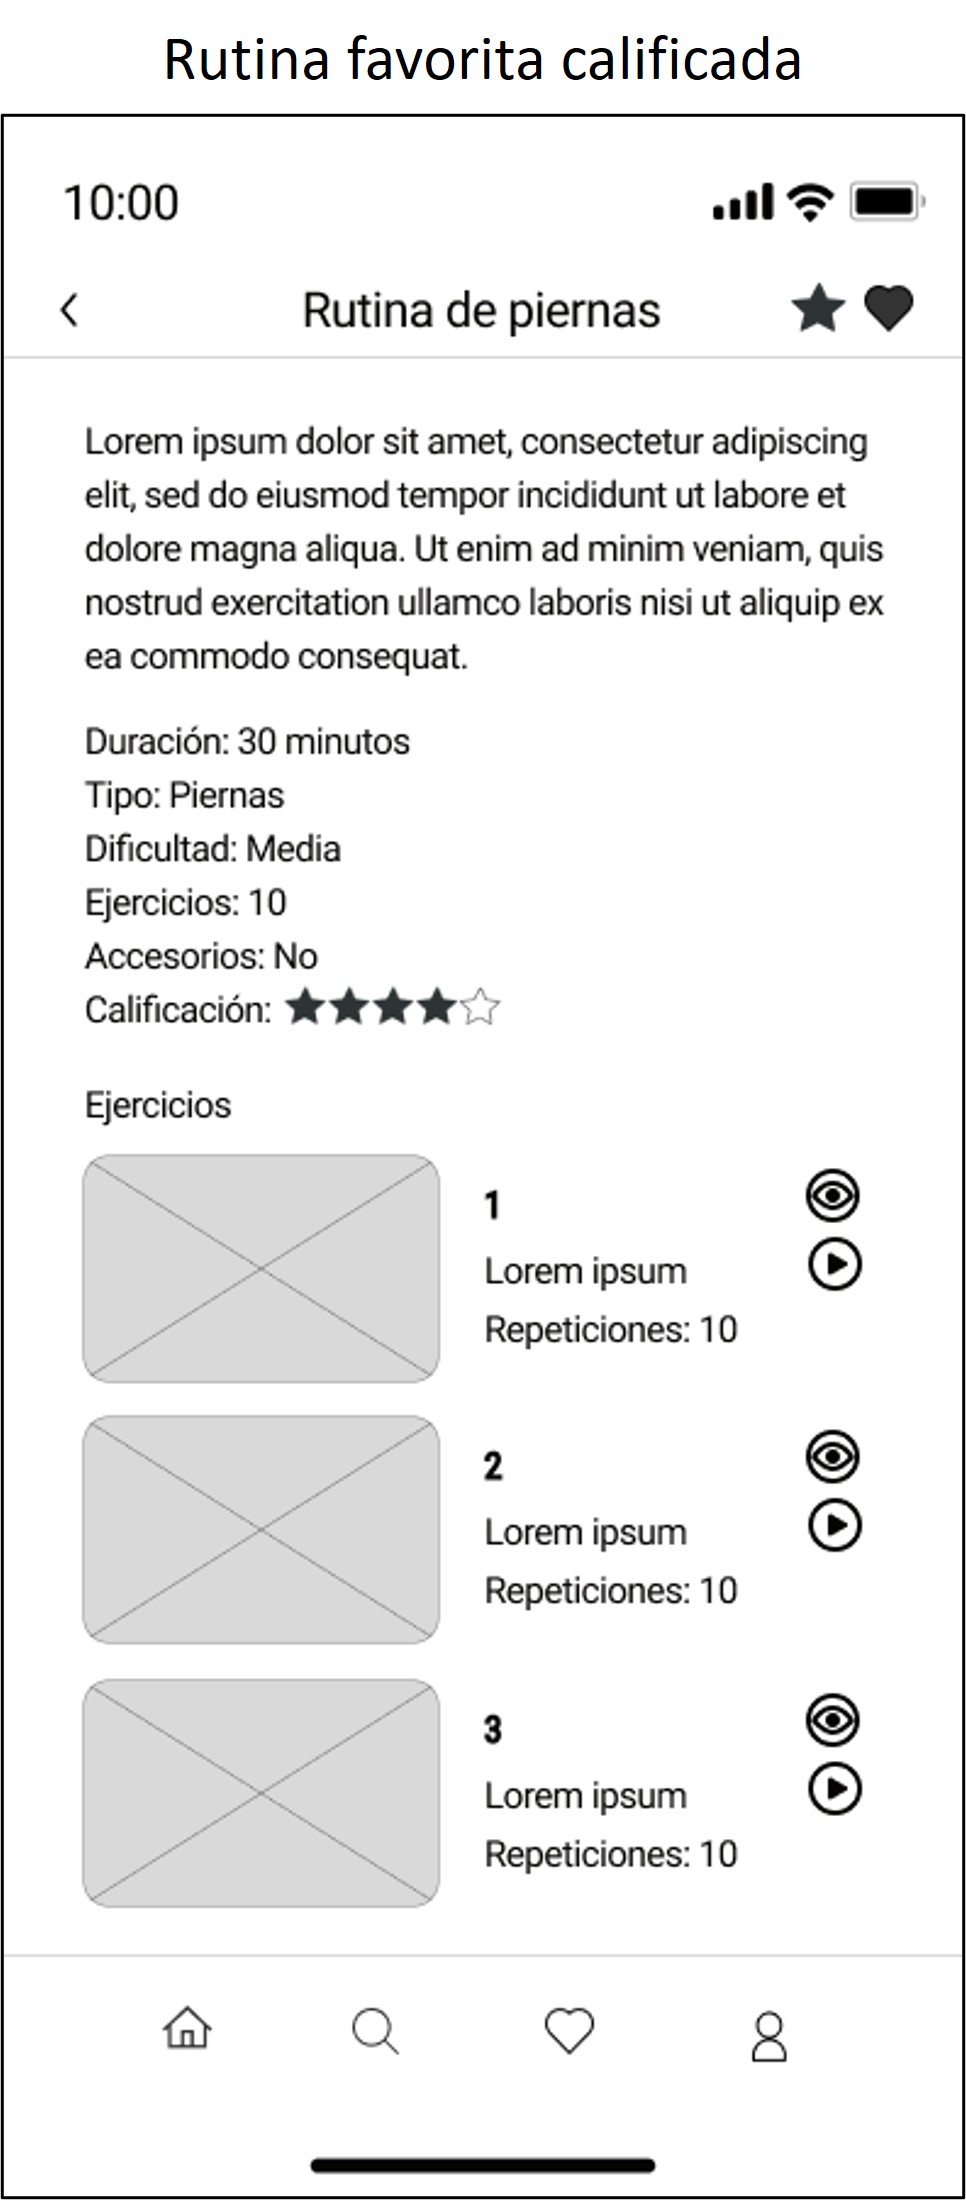 Rutina favorita calificada
10:00
Rutina de piernas
Lorem ipsum dolor sit amet, consectetur adipiscing
elit, sed do eiusmod tempor incididunt ut labore et
dolore magna aliqua. Ut enim ad minim veniam, quis
nostrud exercitation ullamco laboris nisi ut aliquip ex
ea commodo consequat.
Duración: 30 minutos
Tipo: Piernas
Dificultad: Media
Ejercicios: 10
Accesorios: No
Calificación:
Ejercicios
1
Lorem ipsum
Repeticiones: 10
2
Lorem ipsum
Repeticiones: 10
3
Lorem ipsum
Repeticiones: 10